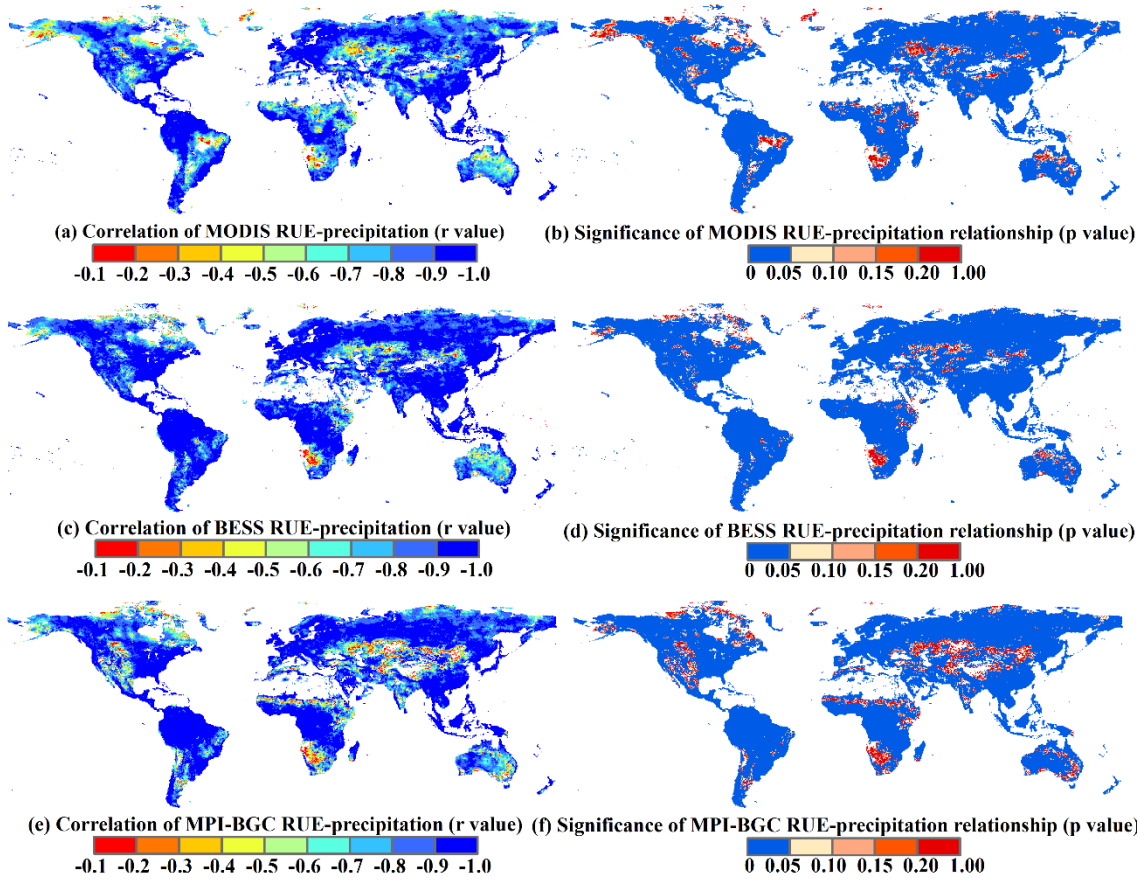 (a) Correlation of MODIS RUE-precipitation (r value)
-0.1 -0.2 -0.3 -0.4 -0.5 -0.6 -0.7 -0.8 -0.9 -1.0
(b) Significance of MODIS RUE-precipitation relationship (p value)
0 0.05 0.10 0.15 0.20 1.00
(c) Correlation of BESS RUE-precipitation (r value)
-0.1 -0.2 -0.3 -0.4 -0.5 -0.6 -0.7 -0.8 -0.9 -1.0
(d) Significance of BESS RUE-precipitation relationship (p value)
0 0.05 0.10 0.15 0.20 1.00
(e) Correlation of MPI-BGC RUE-precipitation (r value)
-0.1 -0.2 -0.3 -0.4 -0.5 -0.6 -0.7 -0.8 -0.9 -1.0
(f) Significance of MPI-BGC RUE-precipitation relationship (p value)
0 0.05 0.10 0.15 0.20 1.00